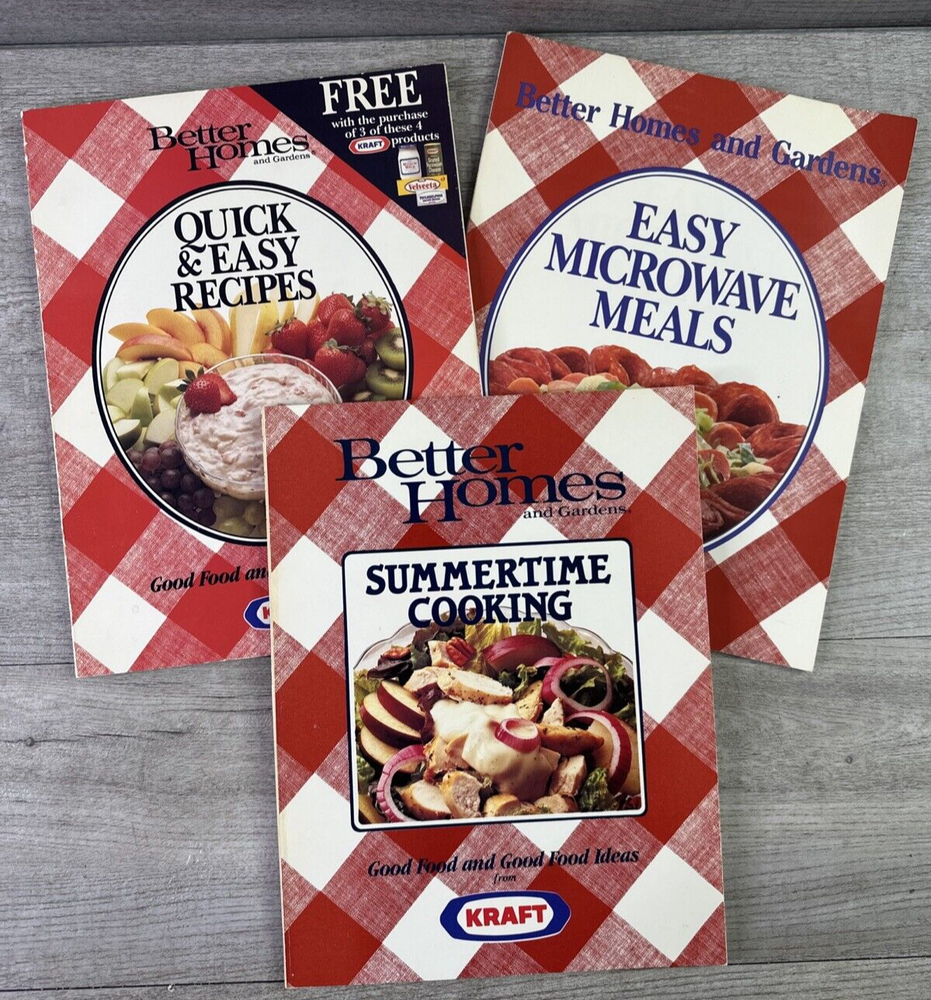 Better
Homes
and Gardens
FREE
with the purchase
of 3 of these 4
KRAFT products
Velveeta
QUICK
& EASY
RECIPES
Good Food an
K
Better Homes and Gardens®
EASY
MICROWAVE
MEALS
Better
Homes
and Gardens®
SUMMERTIME
COOKING
Good Food and Good Food Ideas
from
KRAFT